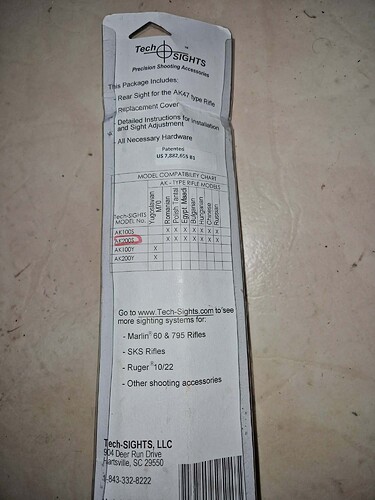 Tech SIGHTS™
Precision Shooting Accessories
This Package Includes:
- Rear Sight for the AK47 type Rifle
- Replacement Cover
- Detailed Instructions for Installation
and Sight Adjustment
- All Necessary Hardware
Patented
US 7,882,655 B1
MODEL COMPATIBILITY CHART
AK - TYPE RIFLE MODELS
Tech-SIGHTS MODEL No. Yugoslavian M70 Romanian Polish Tantal Egypt Maadi Bulgarian Hungarian Chinese Russian
AK100S X X X X X X X
AK200S X X X X X X X
AK100Y X
AK200Y X
Go to www.Tech-Sights.com to see
more sighting systems for:
- Marlin® 60 & 795 Rifles
- SKS Rifles
- Ruger® 10/22
- Other shooting accessories
Tech-SIGHTS, LLC
904 Deer Run Drive
Hartsville, SC 29550
1-843-332-8222